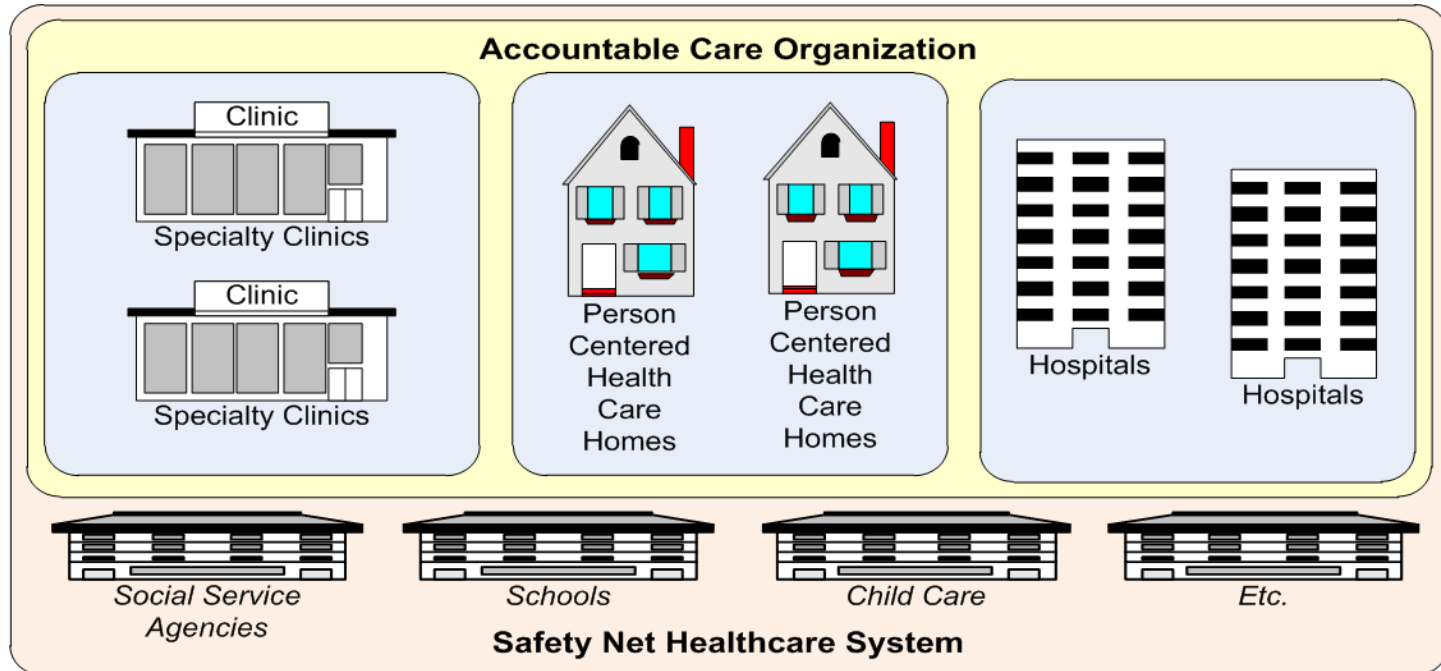 Accountable Care Organization
Clinic
Specialty Clinics
Clinic
Specialty Clinics
Person
Centered
Health
Care
Homes
Person
Centered
Health
Care
Homes
Hospitals
Hospitals
Social Service
Agencies
Schools
Child Care
Etc.
Safety Net Healthcare System